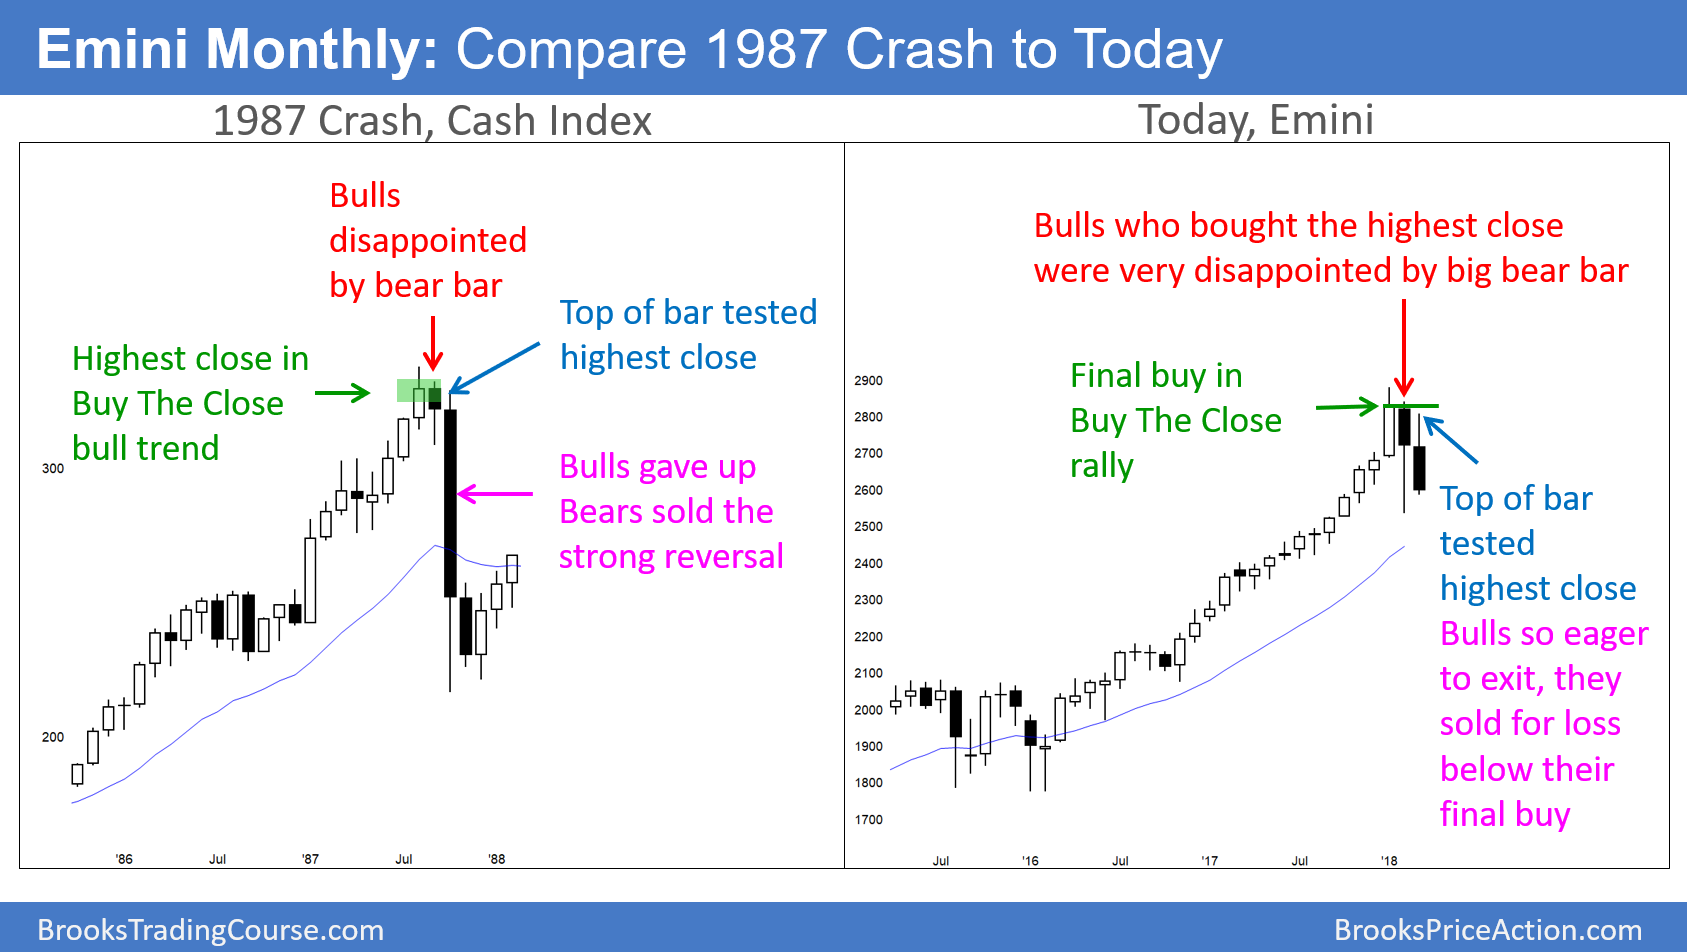 Emini Monthly: Compare 1987 Crash to Today
1987 Crash, Cash Index
Bulls
disappointed
by bear bar
Top of bar tested
highest close
Highest close in
Buy The Close
bull trend
Bulls gave up
Bears sold the
strong reversal
300
200
'86
Jul
'87
Jul
'88
Today, Emini
Bulls who bought the highest close
were very disappointed by big bear bar
Final buy in
Buy The Close
rally
Top of bar
tested
highest close
Bulls so eager
to exit, they
sold for loss
below their
final buy
2900
2800
2700
2600
2500
2400
2300
2200
2100
2000
1900
1800
1700
Jul
'16
Jul
'17
Jul
'18
BrooksTradingCourse.com
BrooksPriceAction.com